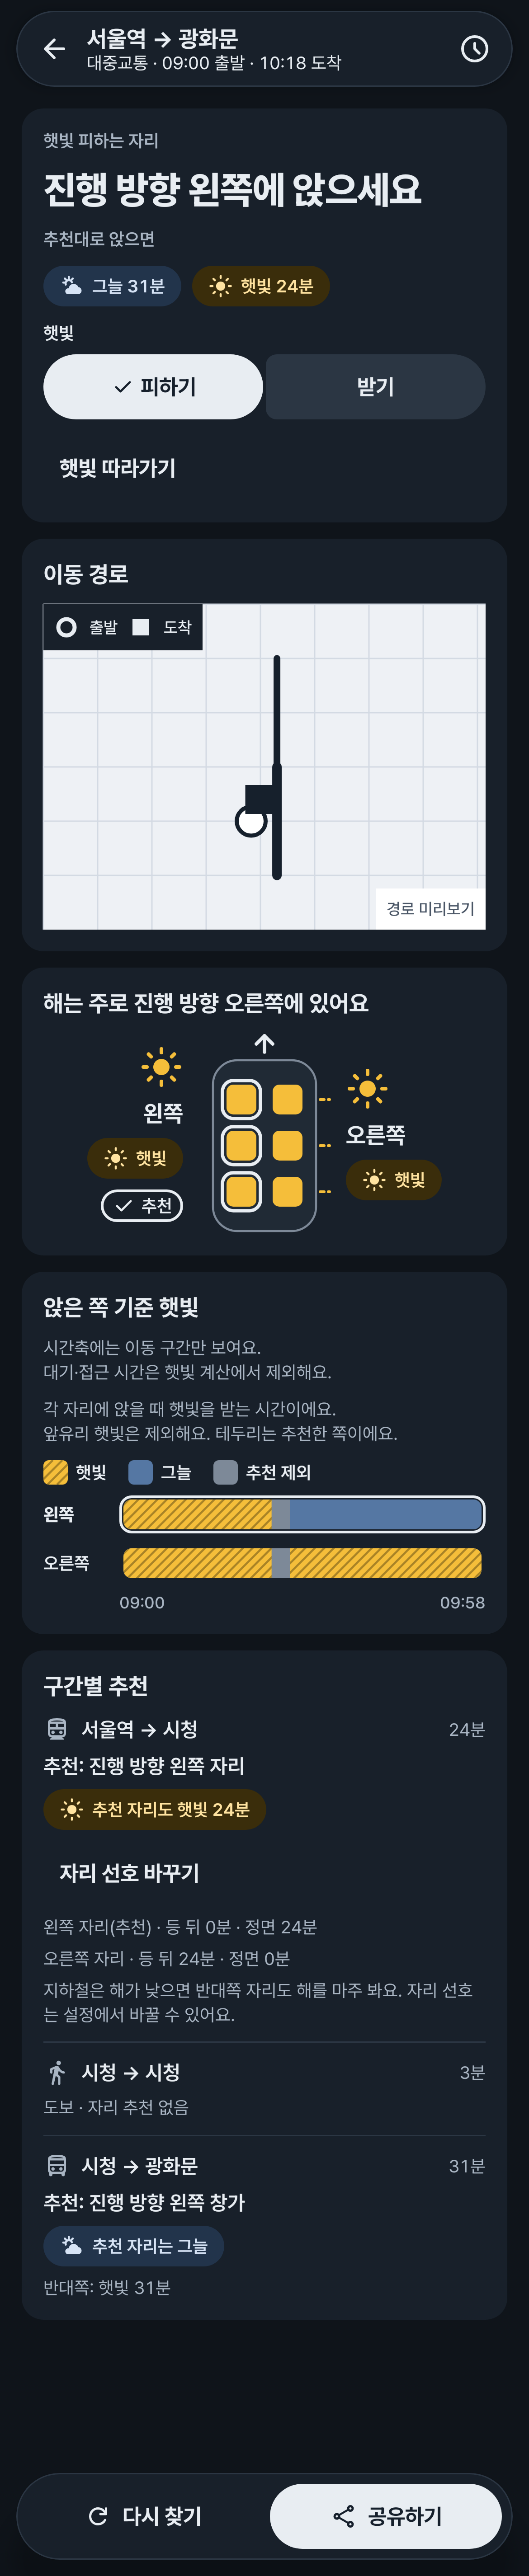 서울역 → 광화문
대중교통 · 09:00 출발 · 10:18 도착
햇빛 피하는 자리
진행 방향 왼쪽에 앉으세요
추천대로 앉으면
그늘 31분
햇빛 24분
햇빛
피하기
받기
햇빛 따라가기
이동 경로
출발
도착
경로 미리보기
해는 주로 진행 방향 오른쪽에 있어요
왼쪽
햇빛
추천
오른쪽
햇빛
앉은 쪽 기준 햇빛
시간축에는 이동 구간만 보여요.
대기·접근 시간은 햇빛 계산에서 제외해요.
각 자리에 앉을 때 햇빛을 받는 시간이에요.
앞유리 햇빛은 제외해요. 테두리는 추천한 쪽이에요.
햇빛
그늘
추천 제외
왼쪽
오른쪽
09:00
09:58
구간별 추천
서울역 → 시청
24분
추천: 진행 방향 왼쪽 자리
추천 자리도 햇빛 24분
자리 선호 바꾸기
왼쪽 자리(추천) · 등 뒤 0분 · 정면 24분
오른쪽 자리 · 등 뒤 24분 · 정면 0분
지하철은 해가 낮으면 반대쪽 자리도 해를 마주 봐요. 자리 선호
는 설정에서 바꿀 수 있어요.
시청 → 시청
3분
도보 · 자리 추천 없음
시청 → 광화문
31분
추천: 진행 방향 왼쪽 창가
추천 자리는 그늘
반대쪽: 햇빛 31분
다시 찾기
공유하기